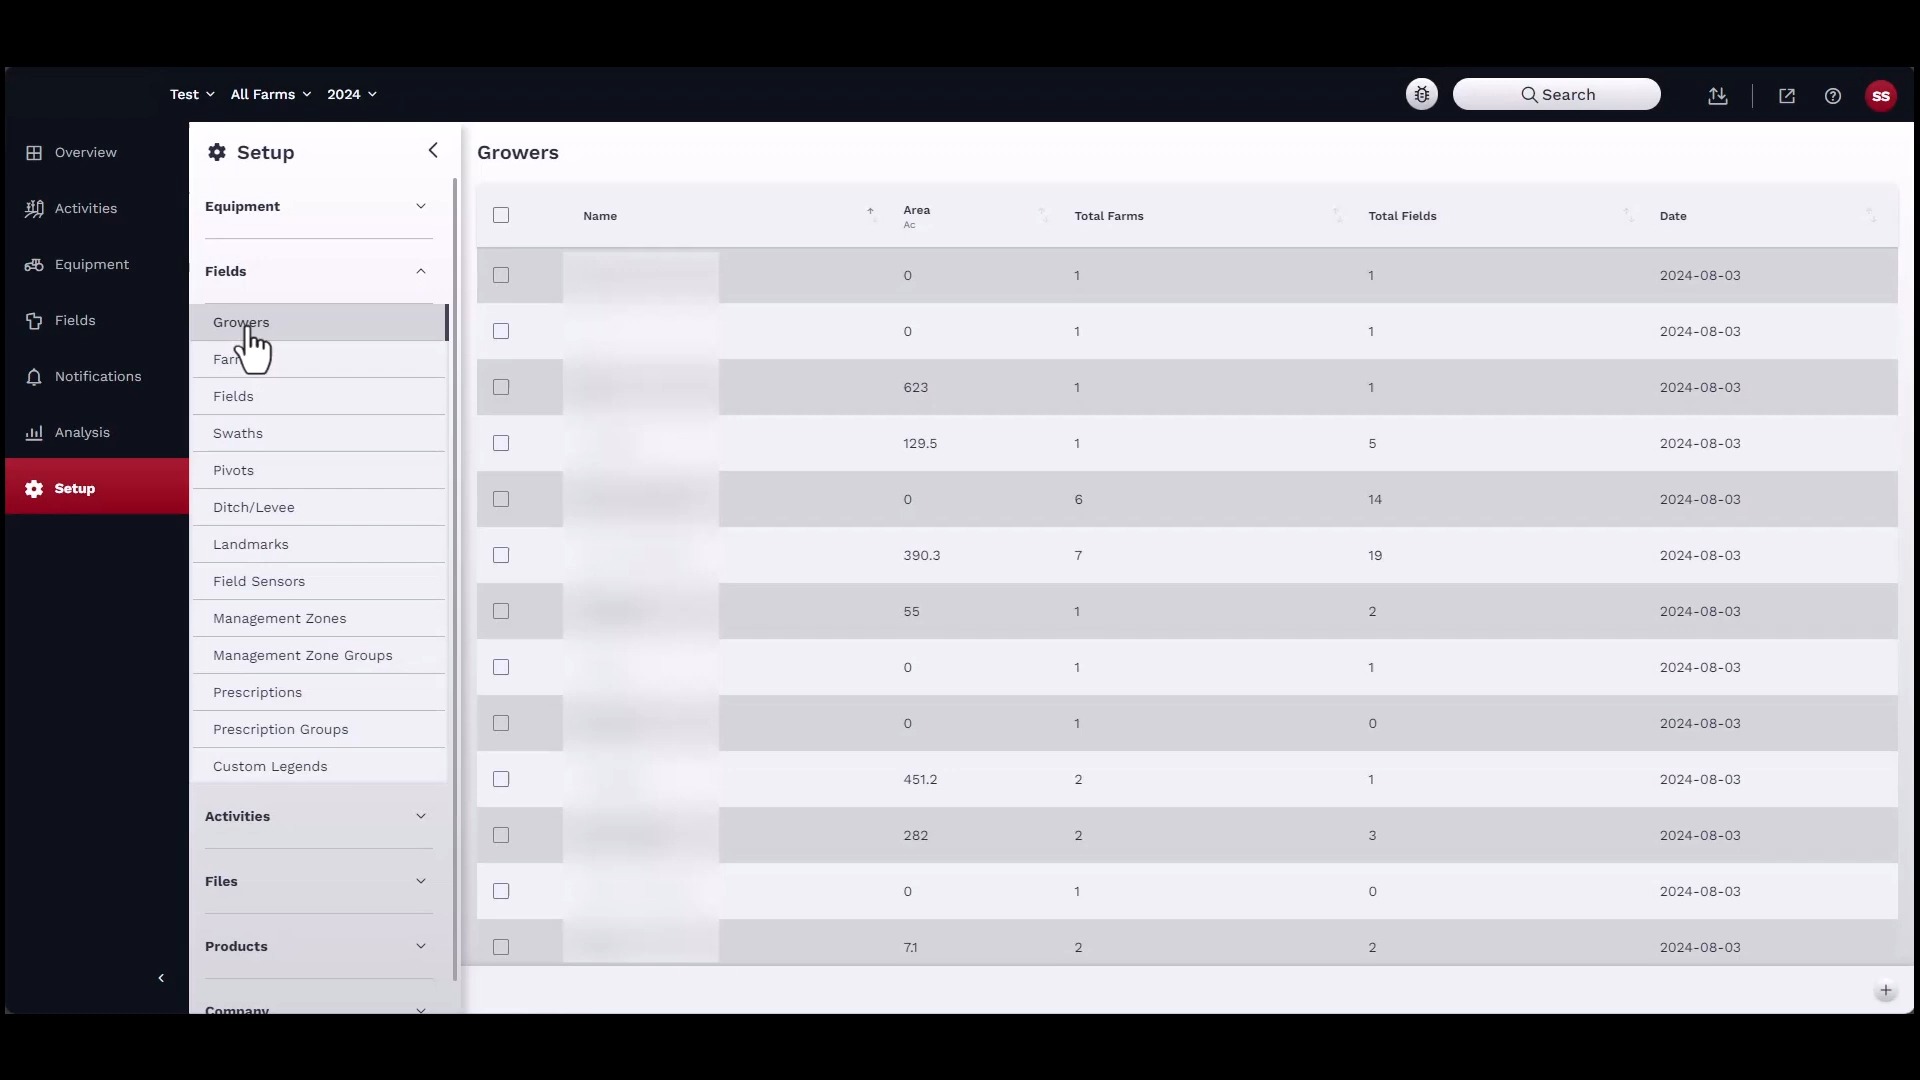 Test All Farms 2024 Search SS
Overview
Activities
Equipment
Fields
Notifications
Analysis
Setup
Setup
Equipment
Fields
Growers
Fields
Swaths
Pivots
Ditch/Levee
Landmarks
Field Sensors
Management Zones
Management Zone Groups
Prescriptions
Prescription Groups
Custom Legends
Activities
Files
Products
Company
Growers
Name Area Total Farms Total Fields Date
Ac
0 1 1 2024-08-03
0 1 1 2024-08-03
623 1 1 2024-08-03
129.5 1 5 2024-08-03
0 6 14 2024-08-03
390.3 7 19 2024-08-03
55 1 2 2024-08-03
0 1 1 2024-08-03
0 1 0 2024-08-03
451.2 2 1 2024-08-03
282 2 3 2024-08-03
0 1 0 2024-08-03
7.1 2 2 2024-08-03